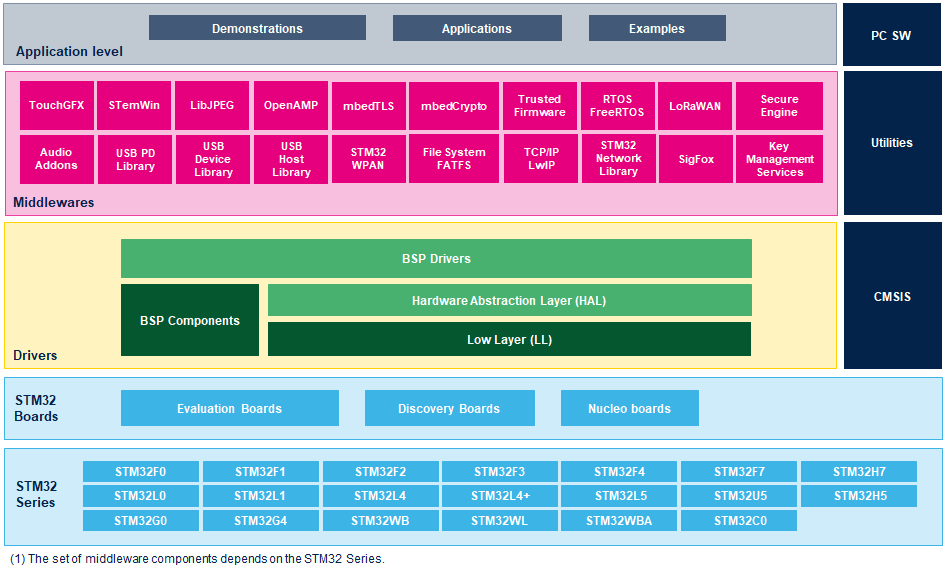 Demonstrations
Applications
Examples
Application level
PC SW
TouchGFX
STemWin
LibJPEG
OpenAMP
mbedTLS
mbedCrypto
Trusted
Firmware
RTOS
FreeRTOS
LoRaWAN
Secure
Engine
Audio
Addons
USB PD
Library
USB
Device
Library
USB
Host
Library
STM32
WPAN
File System
FATFS
TCP/IP
LwIP
STM32
Network
Library
SigFox
Key
Management
Services
Middlewares
Utilities
BSP Drivers
BSP Components
Hardware Abstraction Layer (HAL)
Low Layer (LL)
Drivers
CMSIS
STM32
Boards
Evaluation Boards
Discovery Boards
Nucleo boards
STM32
Series
STM32F0
STM32F1
STM32F2
STM32F3
STM32F4
STM32F7
STM32H7
STM32L0
STM32L1
STM32L4
STM32L4+
STM32L5
STM32U5
STM32H5
STM32G0
STM32G4
STM32WB
STM32WL
STM32WBA
STM32C0
(1) The set of middleware components depends on the STM32 Series.